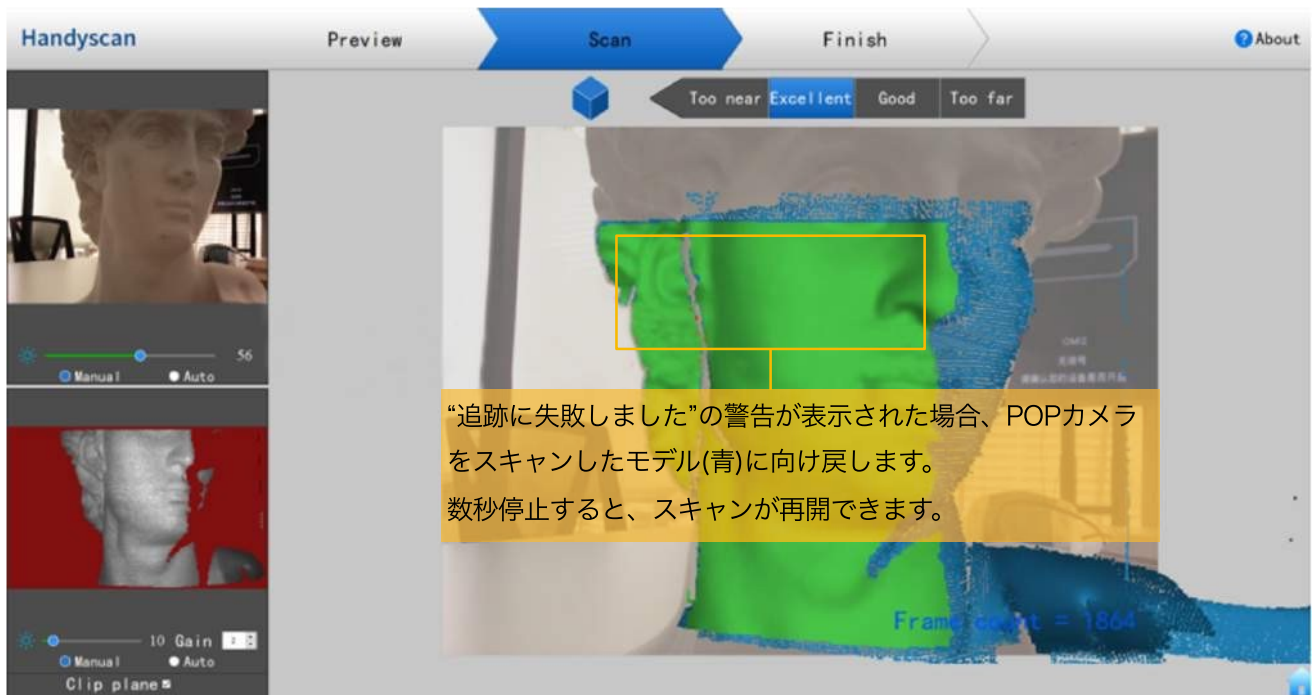 Handyscan
Preview
Scan
Finish
About
Too near
Excellent
Good
Too far
56
Manual
Auto
“追跡に失敗しました”の警告が表示された場合、POPカメラ
をスキャンしたモデル(青)に向け戻します。
数秒停止すると、スキャンが再開できます。
Frame count = 1864
10 Gain
Manual
Auto
Clip plane